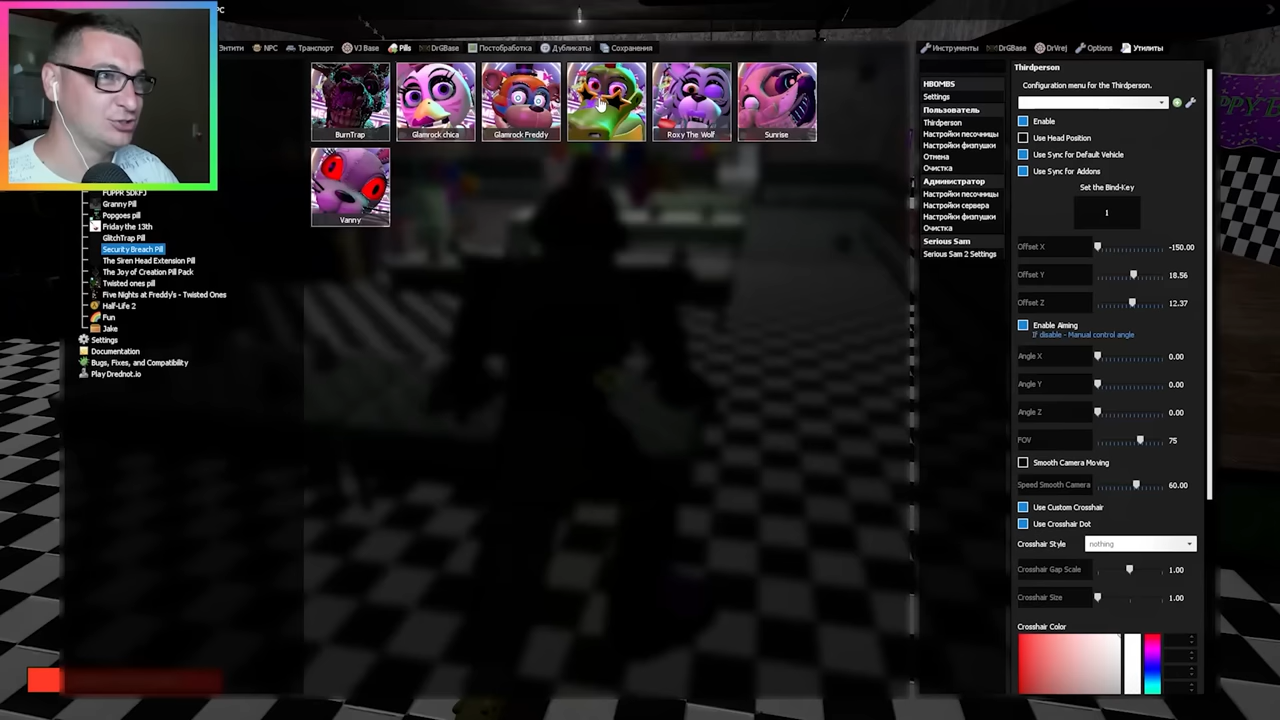 PC
Энтити NPC Транспорт VJ Base Pills DrGBase Постобработка Дубликаты Сохранения
Инструменты DrGBase DrVrej Options Утилиты
BurnTrap
Glamrock chica
Glamrock Freddy
Roxy The Wolf
Sunrise
Vanny
Granny Pill
Popgoes pill
Friday the 13th
GlitchTrap Pill
Security Breach Pill
The Siren Head Extension Pill
The Joy of Creation Pill Pack
Twisted ones pill
Five Nights at Freddy's - Twisted Ones
Half-Life 2
Fun
Jake
Settings
Documentation
Bugs, Fixes, and Compatibility
Play Drednot.io
HBOMBS
Settings
Пользователь
Thirdperson
Настройки песочницы
Настройки физпушки
Отмена
Очистка
Администратор
Настройки песочницы
Настройки сервера
Настройки физпушки
Очистка
Serious Sam
Serious Sam 2 Settings
Thirdperson
Configuration menu for the Thirdperson.
Enable
Use Head Position
Use Sync for Default Vehicle
Use Sync for Addons
Set the Bind-Key
1
Offset X -150.00
Offset Y 18.56
Offset Z 12.37
Enable Aiming
If disable - Manual control angle
Angle X 0.00
Angle Y 0.00
Angle Z 0.00
FOV 75
Smooth Camera Moving
Speed Smooth Camera 60.00
Use Custom Crosshair
Use Crosshair Dot
Crosshair Style nothing
Crosshair Gap Scale 1.00
Crosshair Size 1.00
Crosshair Color